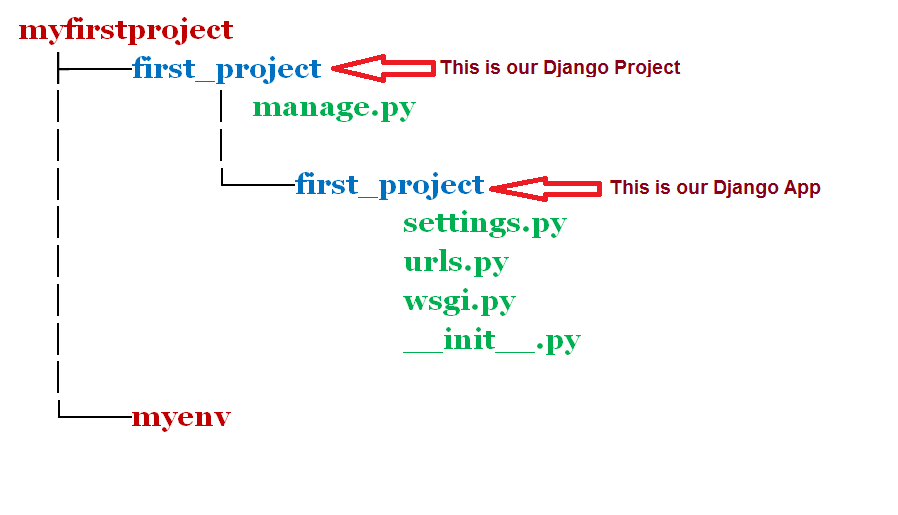 myfirstproject
first_project This is our Django Project
manage.py
first_project This is our Django App
settings.py
urls.py
wsgi.py
__init__.py
myenv